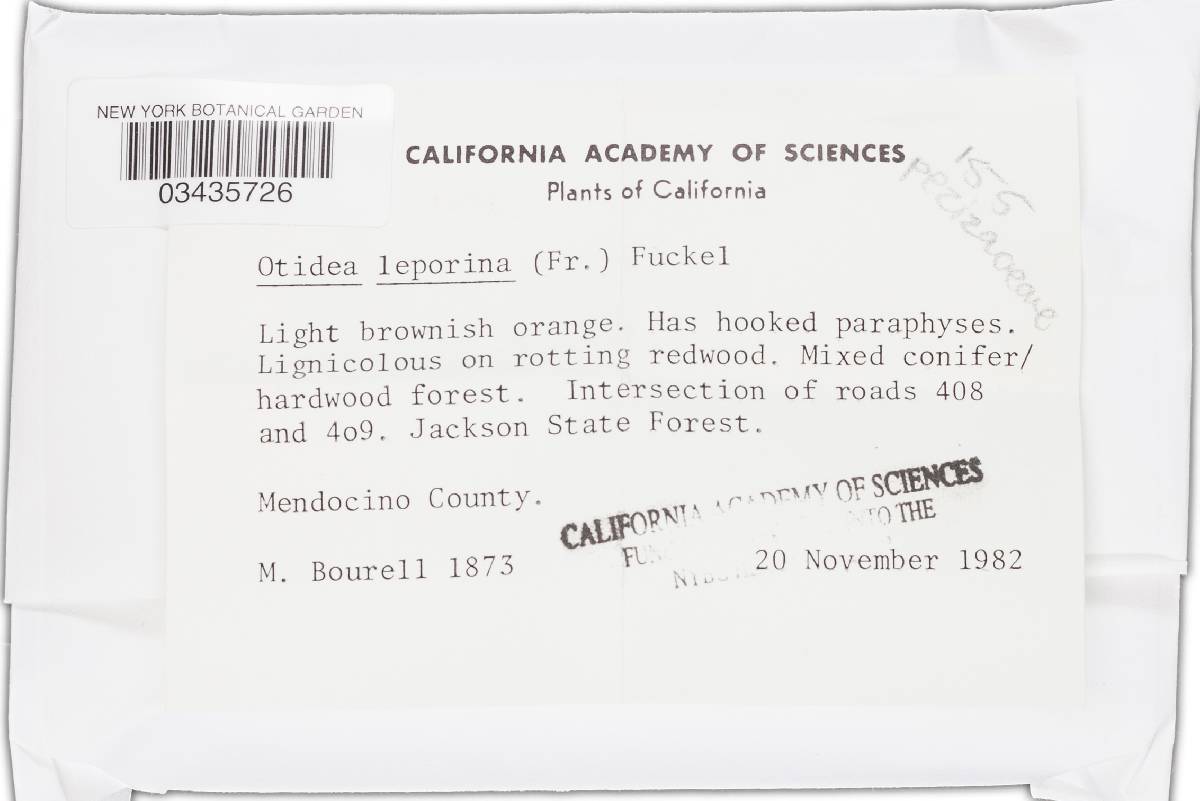 NEW YORK BOTANICAL GARDEN
03435726
CALIFORNIA ACADEMY OF SCIENCES
Plants of California
155
Pezizaceae
Otidea leporina (Fr.) Fuckel
Light brownish orange. Has hooked paraphyses.
Lignicolous on rotting redwood. Mixed conifer/
hardwood forest. Intersection of roads 408
and 4o9. Jackson State Forest.
Mendocino County.
CALIFORNIA ACADEMY OF SCIENCES
TO THE
M. Bourell 1873
20 November 1982